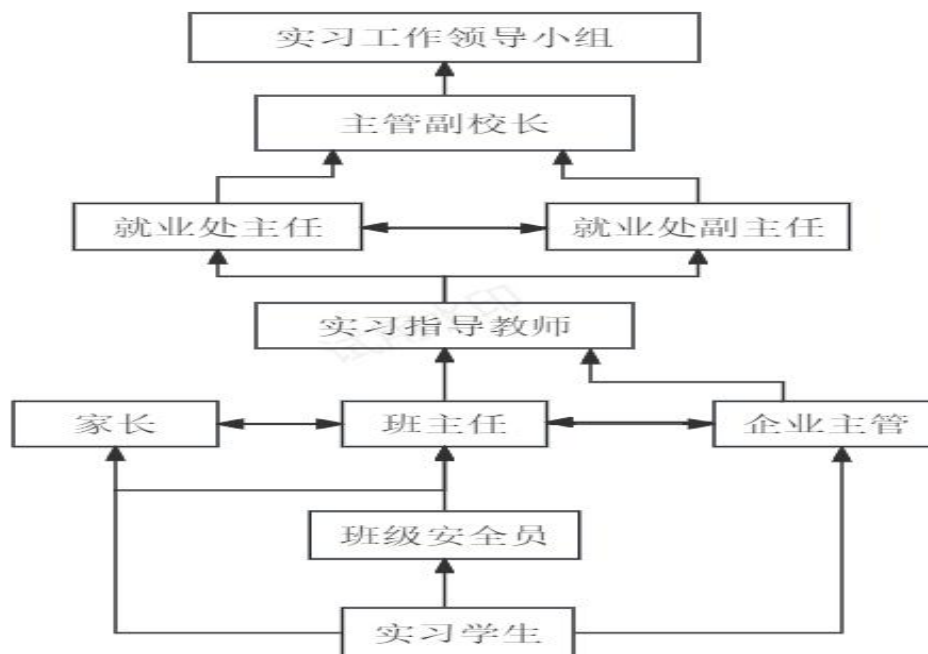 实习工作领导小组
主管副校长
就业处主任
就业处副主任
实习指导教师
家长
班主任
企业主管
班级安全员
实习学生